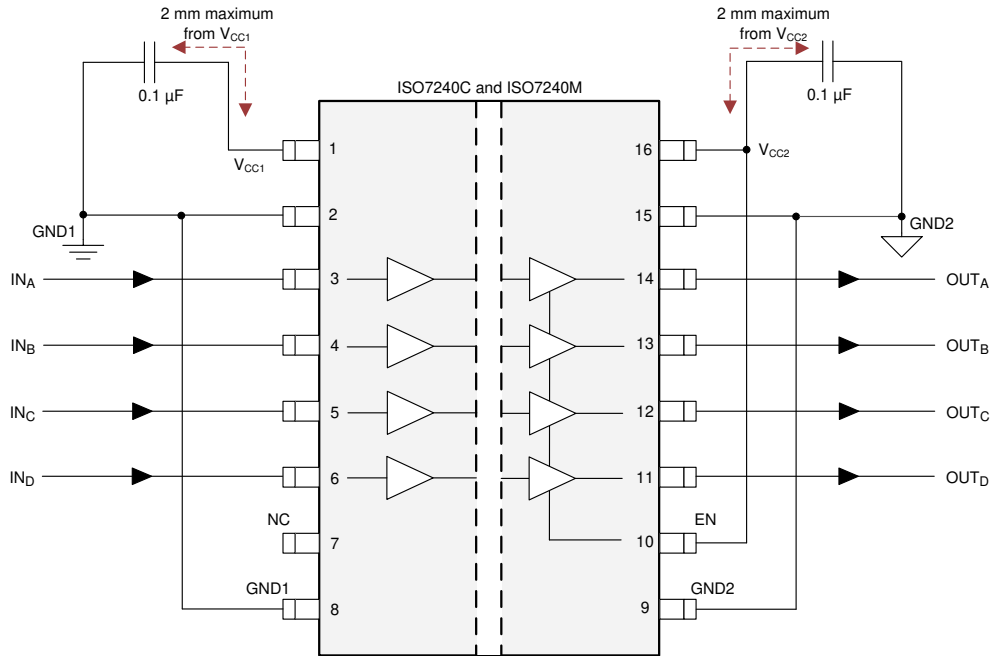 2 mm maximum
from VCC1
2 mm maximum
from VCC2
0.1 µF
0.1 µF
ISO7240C and ISO7240M
VCC1
1
16
VCC2
2
15
GND1
GND2
INA
3
14
OUTA
INB
4
13
OUTB
INC
5
12
OUTC
IND
6
11
OUTD
NC
EN
7
10
GND1
GND2
8
9